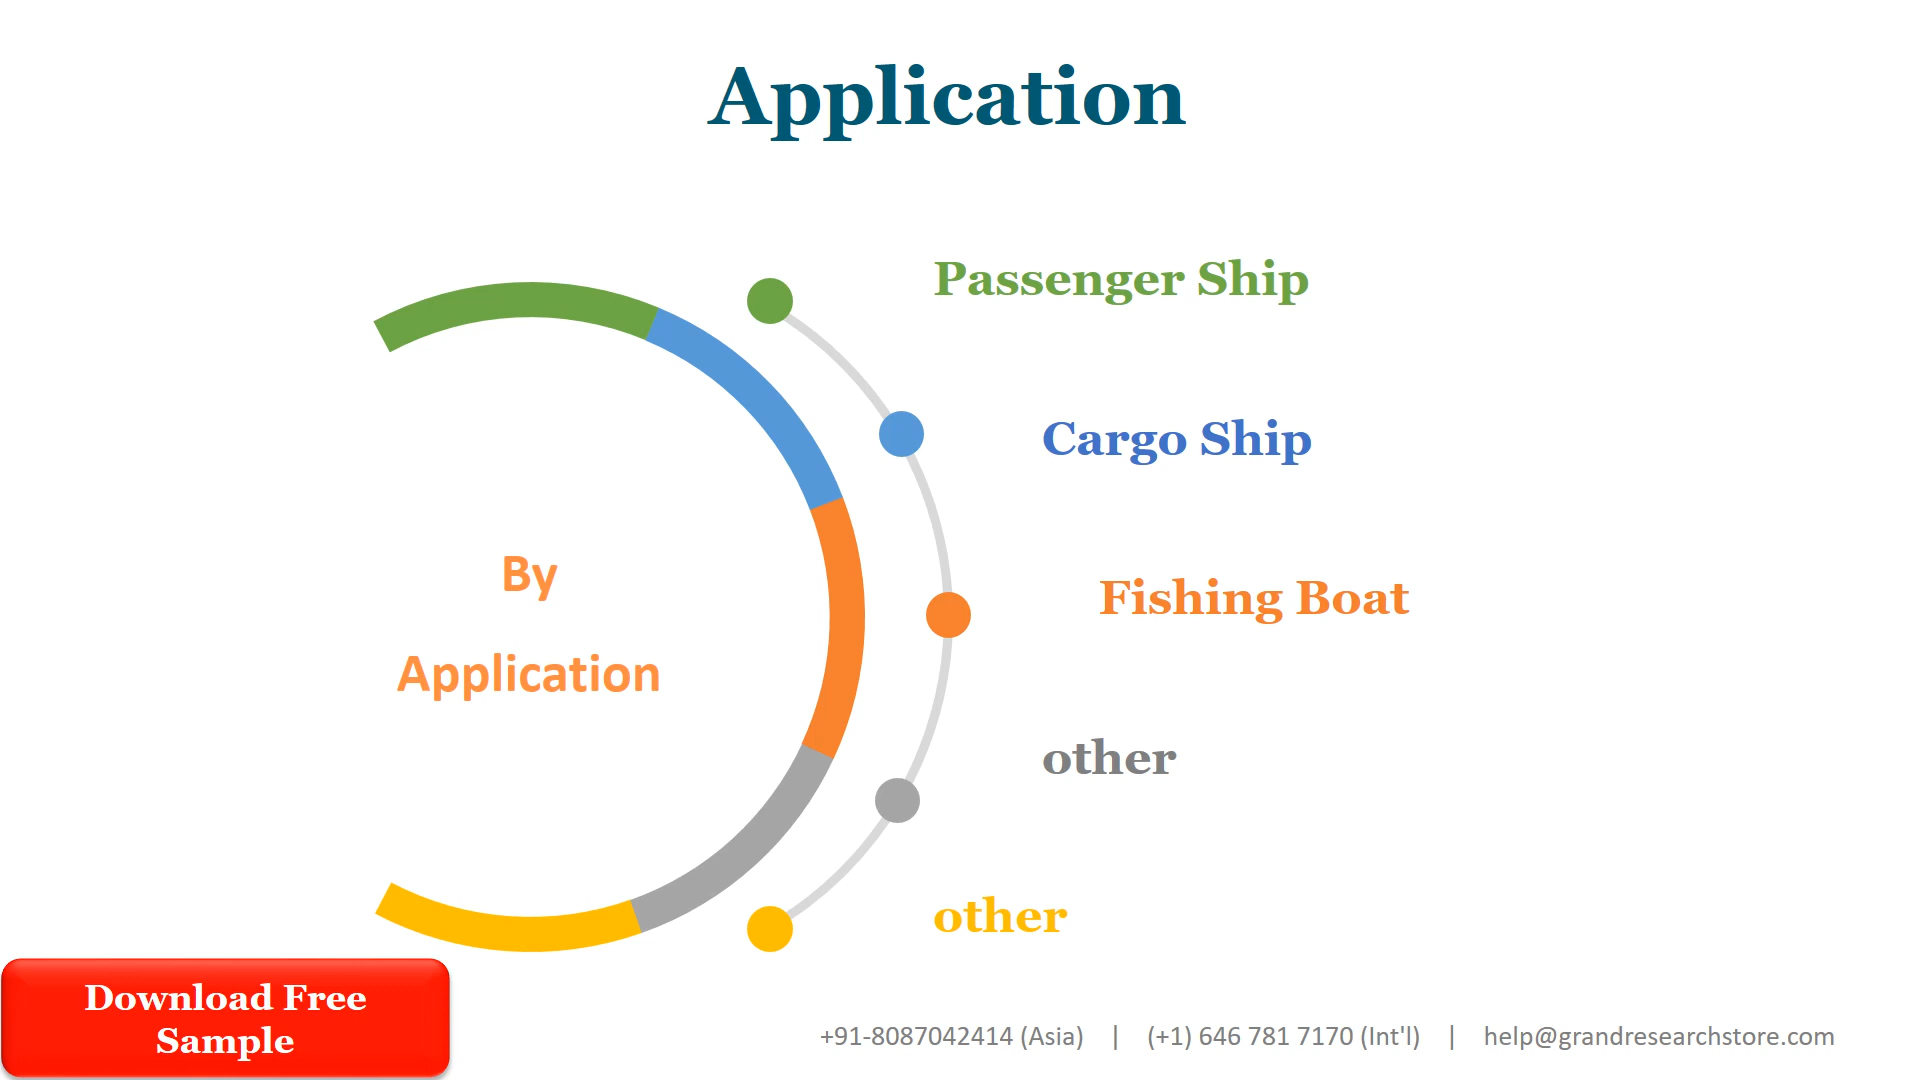 Application
Passenger Ship
Cargo Ship
Fishing Boat
other
other
By
Application
Download Free
Sample
+91-8087042414 (Asia) | (+1) 646 781 7170 (Int'l) | help@grandresearchstore.com